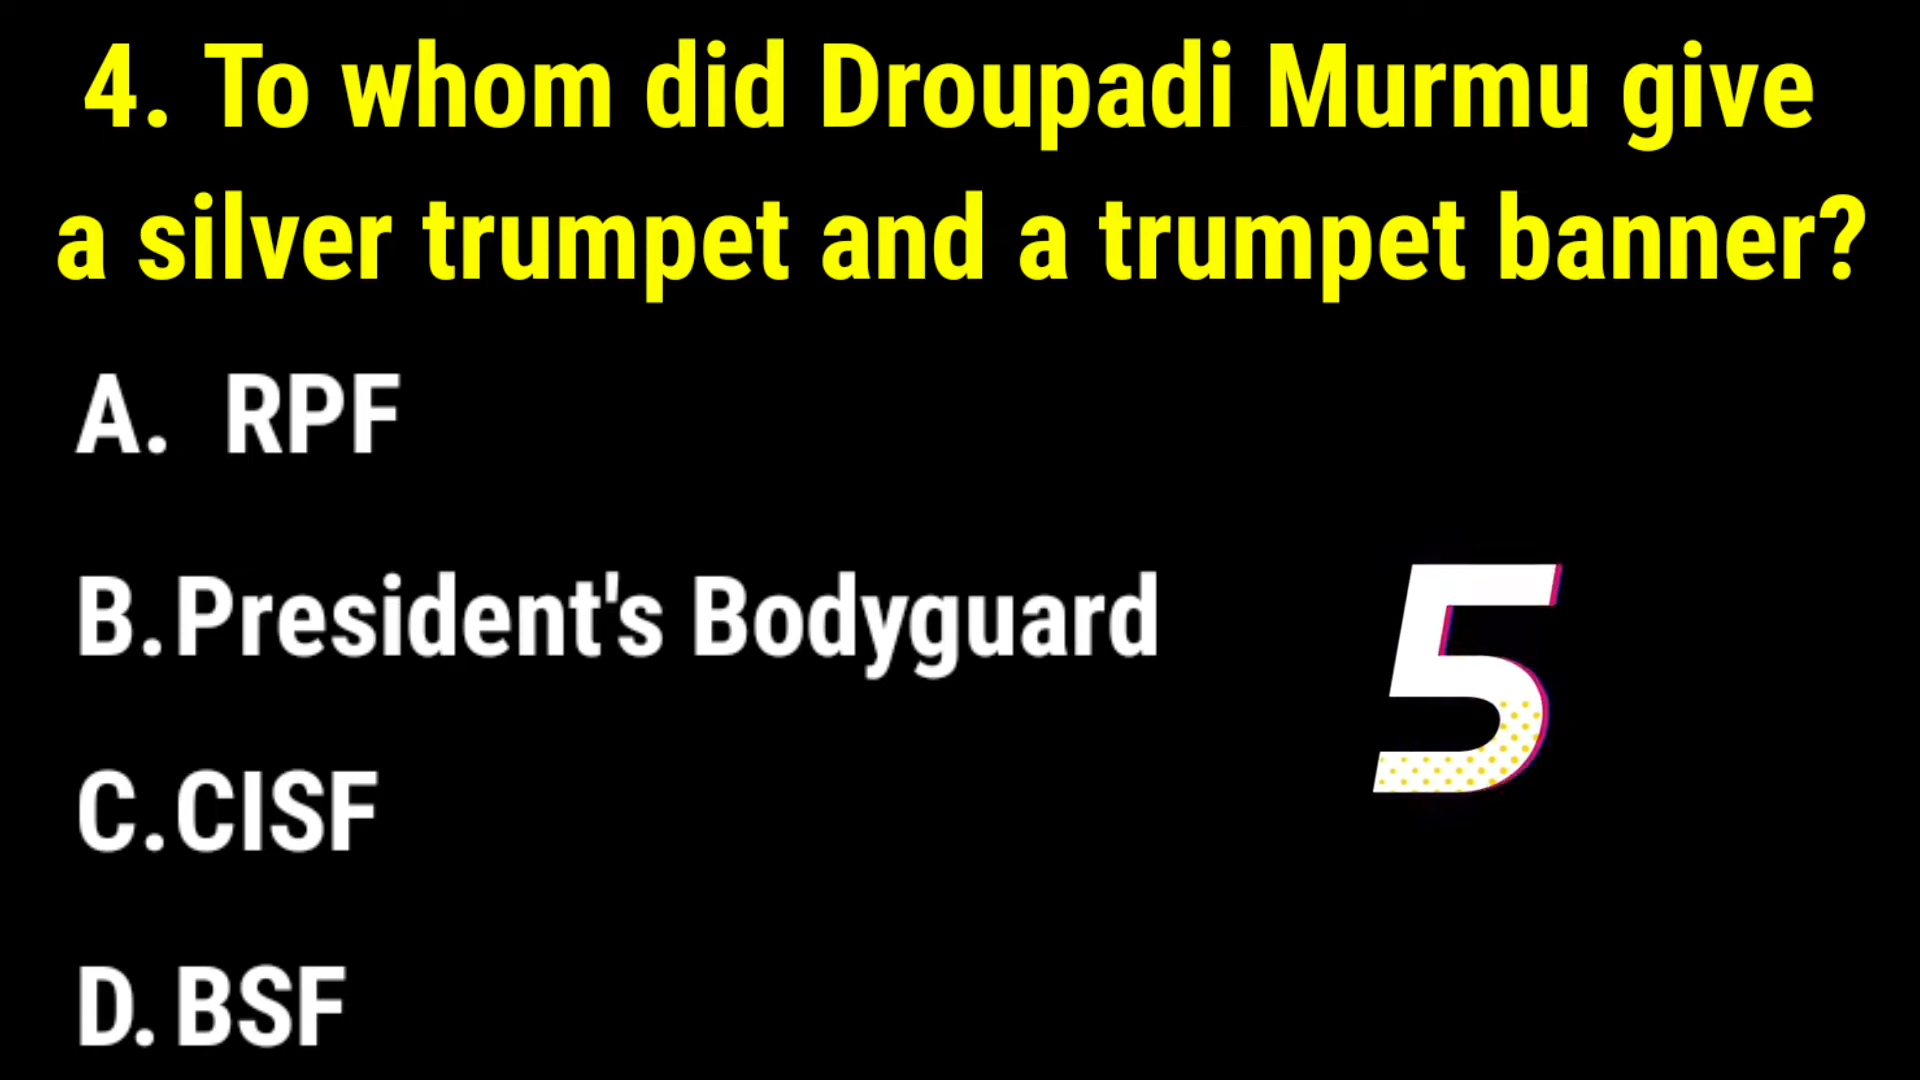 4. To whom did Droupadi Murmu give
a silver trumpet and a trumpet banner?
A. RPF
B. President's Bodyguard
5
C. CISF
D. BSF